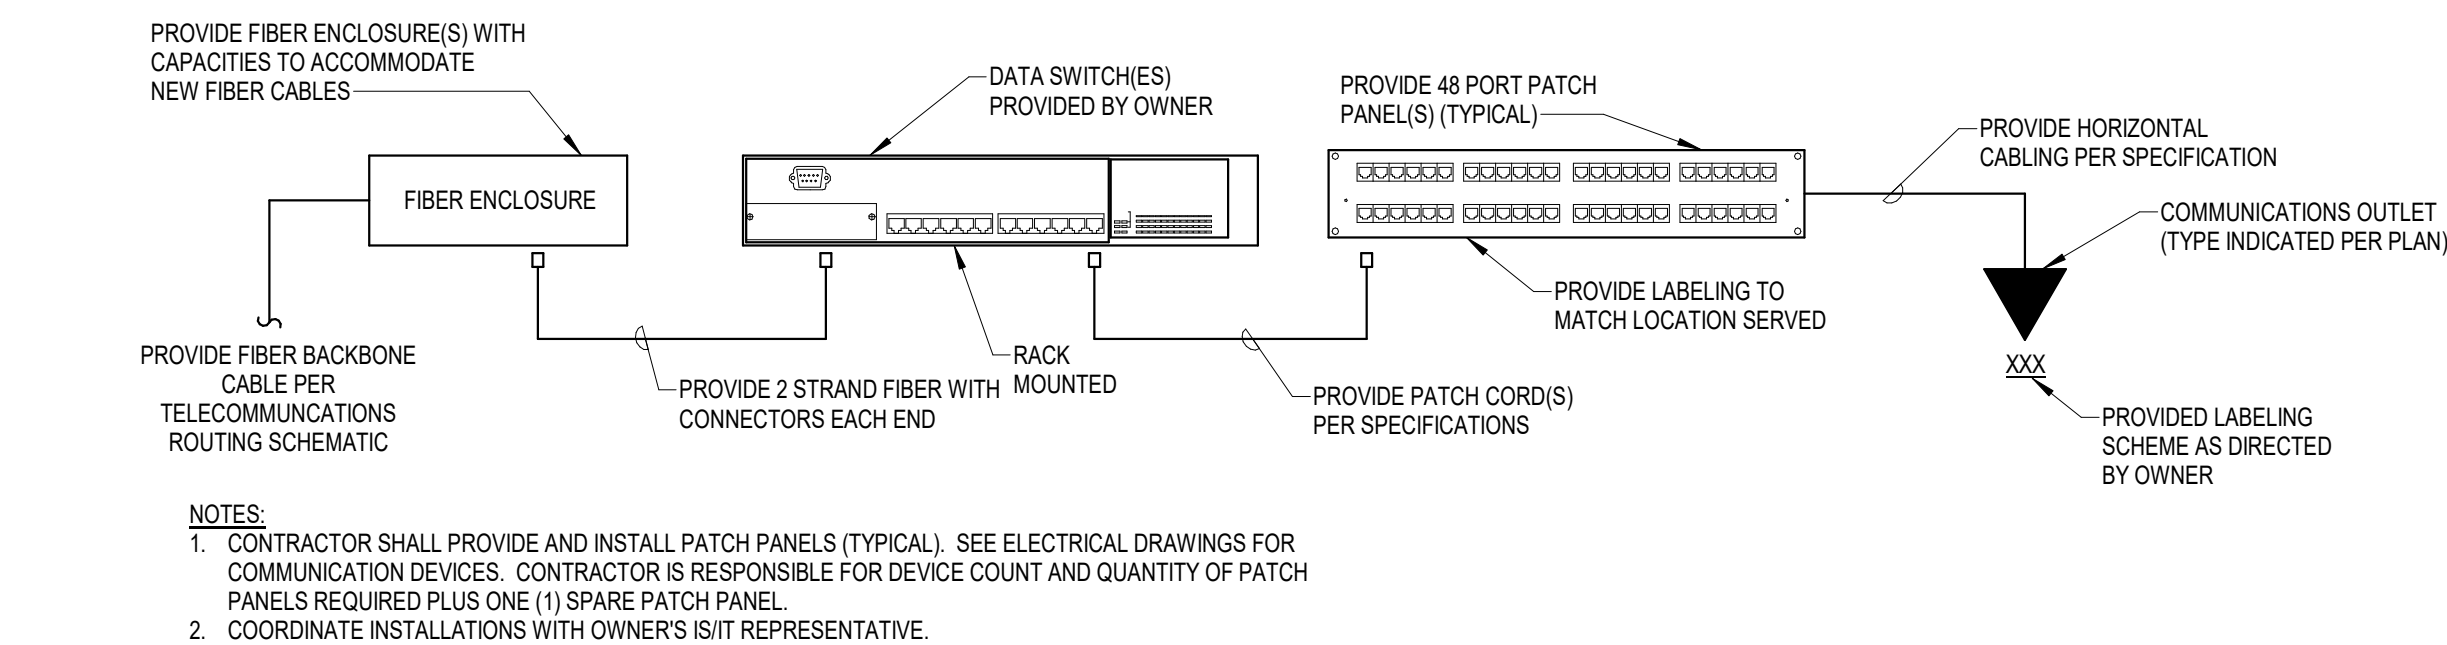 PROVIDE FIBER ENCLOSURE(S) WITH
CAPACITIES TO ACCOMMODATE
NEW FIBER CABLES
DATA SWITCH(ES)
PROVIDED BY OWNER
PROVIDE 48 PORT PATCH
PANEL(S) (TYPICAL)
PROVIDE HORIZONTAL
CABLING PER SPECIFICATION
FIBER ENCLOSURE
COMMUNICATIONS OUTLET
(TYPE INDICATED PER PLAN)
PROVIDE LABELING TO
MATCH LOCATION SERVED
PROVIDE FIBER BACKBONE
CABLE PER
TELECOMMUNCATIONS
ROUTING SCHEMATIC
RACK
MOUNTED
PROVIDE 2 STRAND FIBER WITH
CONNECTORS EACH END
PROVIDE PATCH CORD(S)
PER SPECIFICATIONS
XXX
PROVIDED LABELING
SCHEME AS DIRECTED
BY OWNER
NOTES:
1. CONTRACTOR SHALL PROVIDE AND INSTALL PATCH PANELS (TYPICAL). SEE ELECTRICAL DRAWINGS FOR
COMMUNICATION DEVICES. CONTRACTOR IS RESPONSIBLE FOR DEVICE COUNT AND QUANTITY OF PATCH
PANELS REQUIRED PLUS ONE (1) SPARE PATCH PANEL.
2. COORDINATE INSTALLATIONS WITH OWNER'S IS/IT REPRESENTATIVE.